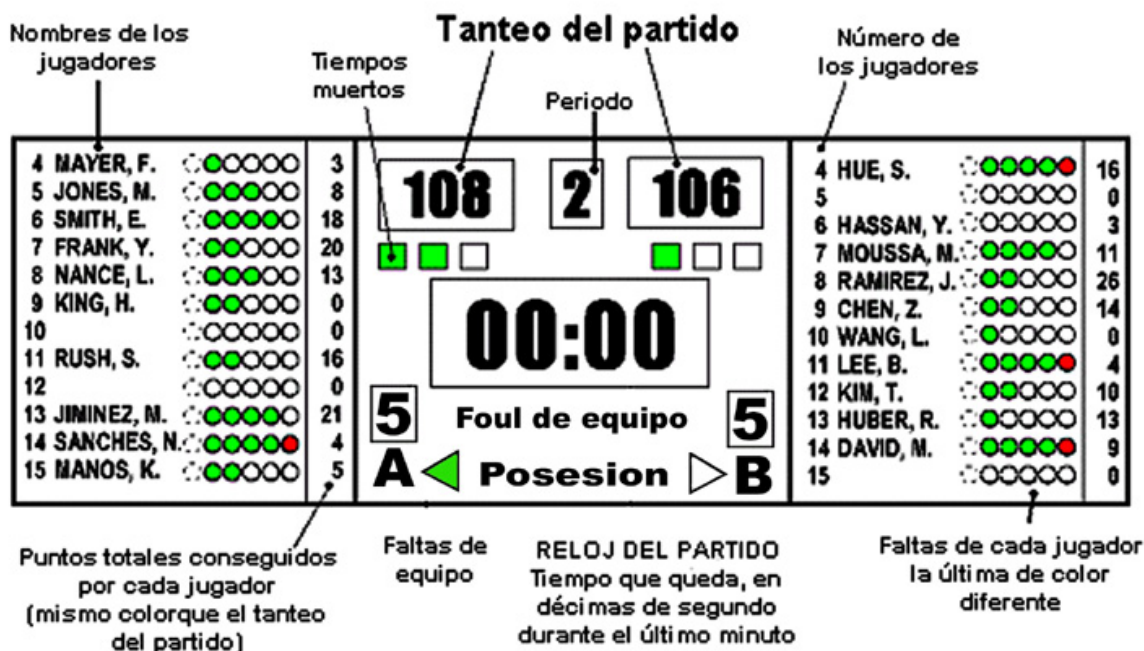 Nombres de los
jugadores
Tiempos
muertos
Tanteo del partido
Periodo
Número de
los jugadores
4 MAYER, F. 3
5 JONES, M. 8
6 SMITH, E. 18
7 FRANK, Y. 20
8 NANCE, L. 13
9 KING, H. 0
10 0
11 RUSH, S. 16
12 0
13 JIMINEZ, M. 21
14 SANCHES, N. 4
15 MANOS, K. 5
108 2 106
00:00
5 Foul de equipo 5
A Posesion B
4 HUE, S. 16
5 0
6 HASSAN, Y. 3
7 MOUSSA, M. 11
8 RAMIREZ, J. 26
9 CHEN, Z. 14
10 WANG, L. 0
11 LEE, B. 4
12 KIM, T. 10
13 HUBER, R. 13
14 DAVID, M. 9
15 0
Puntos totales conseguidos
por cada jugador
(mismo colorque el tanteo
del partido)
Faltas de
equipo
RELOJ DEL PARTIDO
Tiempo que queda, en
décimas de segundo
durante el último minuto
Faltas de cada jugador
la última de color
diferente